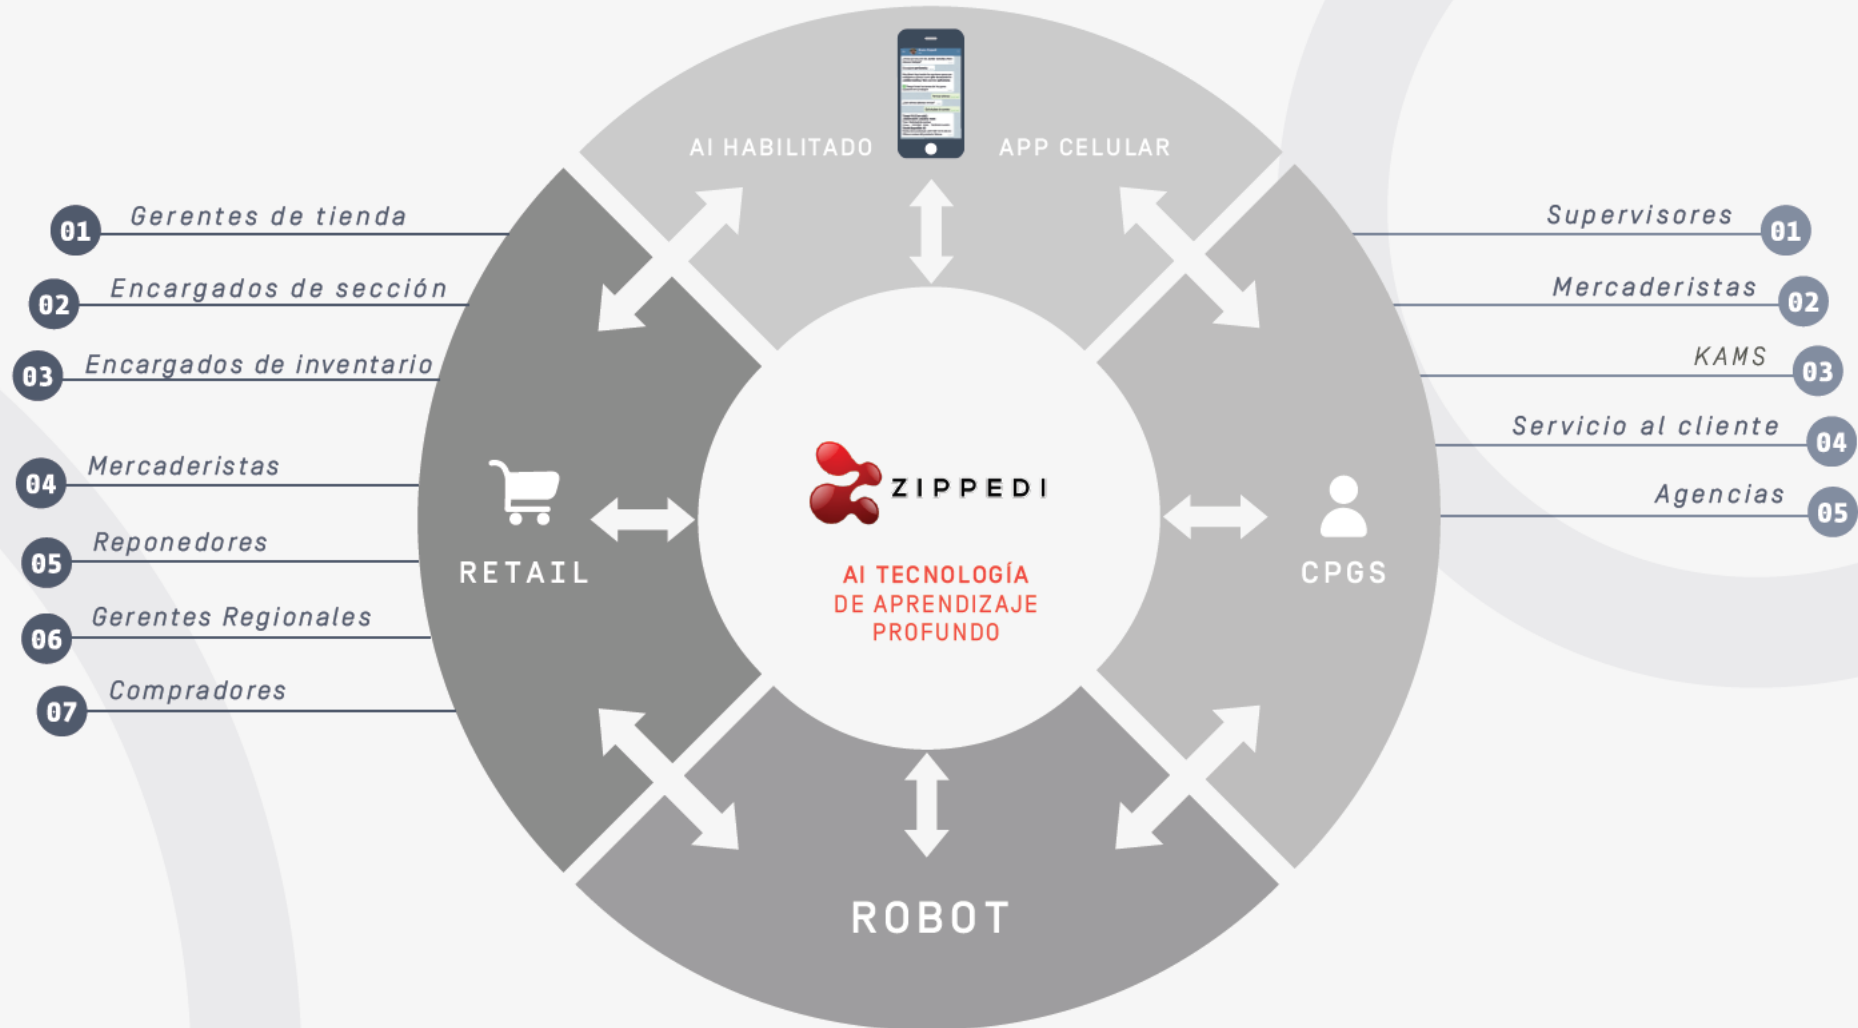 AI HABILITADO
APP CELULAR
01
Gerentes de tienda
02
Encargados de sección
03
Encargados de inventario
04
Mercaderistas
05
Reponedores
06
Gerentes Regionales
07
Compradores
RETAIL
ZIPPEDI
AI TECNOLOGÍA
DE APRENDIZAJE
PROFUNDO
CPGS
ROBOT
Supervisores
01
Mercaderistas
02
KAMS
03
Servicio al cliente
04
Agencias
05